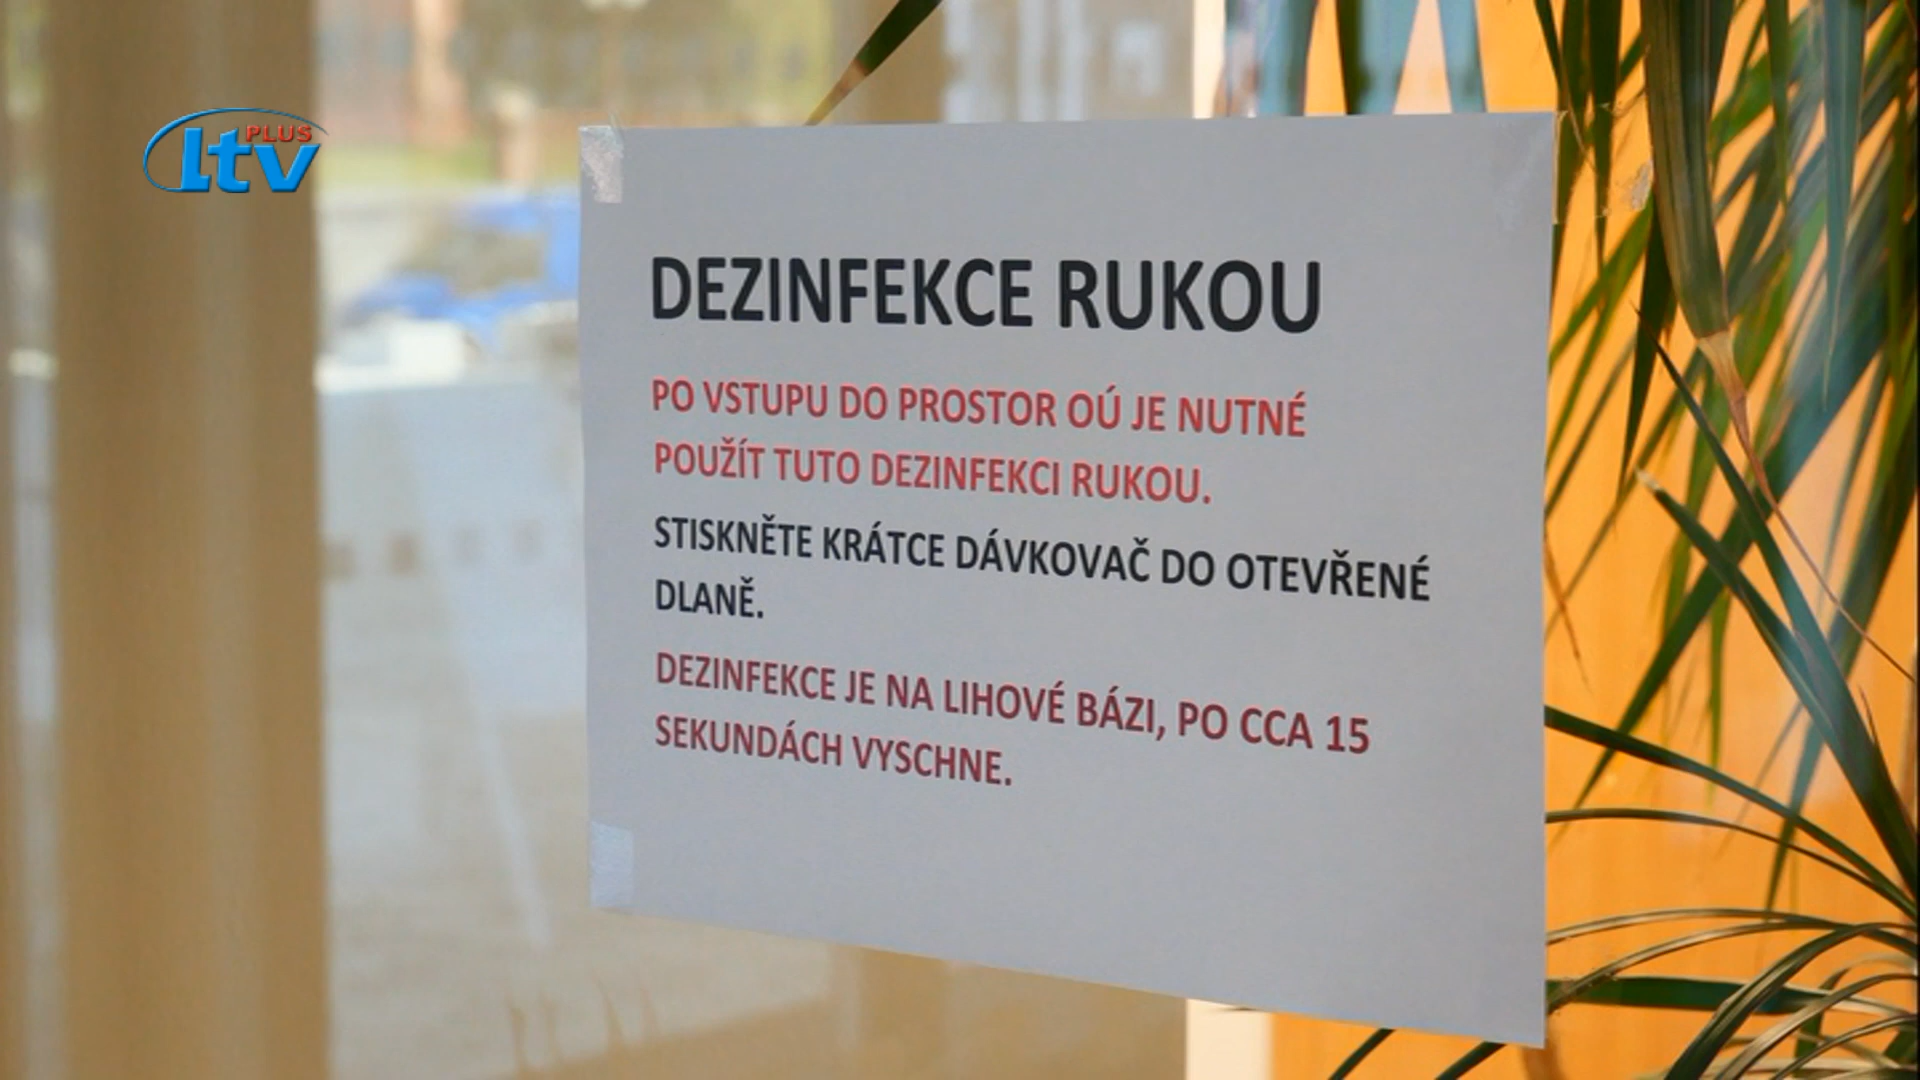 ltv PLUS
DEZINFEKCE RUKOU
PO VSTUPU DO PROSTOR OÚ JE NUTNÉ
POUŽÍT TUTO DEZINFEKCI RUKOU.
STISKNĚTE KRÁTCE DÁVKOVAČ DO OTEVŘENÉ
DLANĚ.
DEZINFEKCE JE NA LIHOVÉ BÁZI, PO CCA 15
SEKUNDÁCH VYSCHNE.